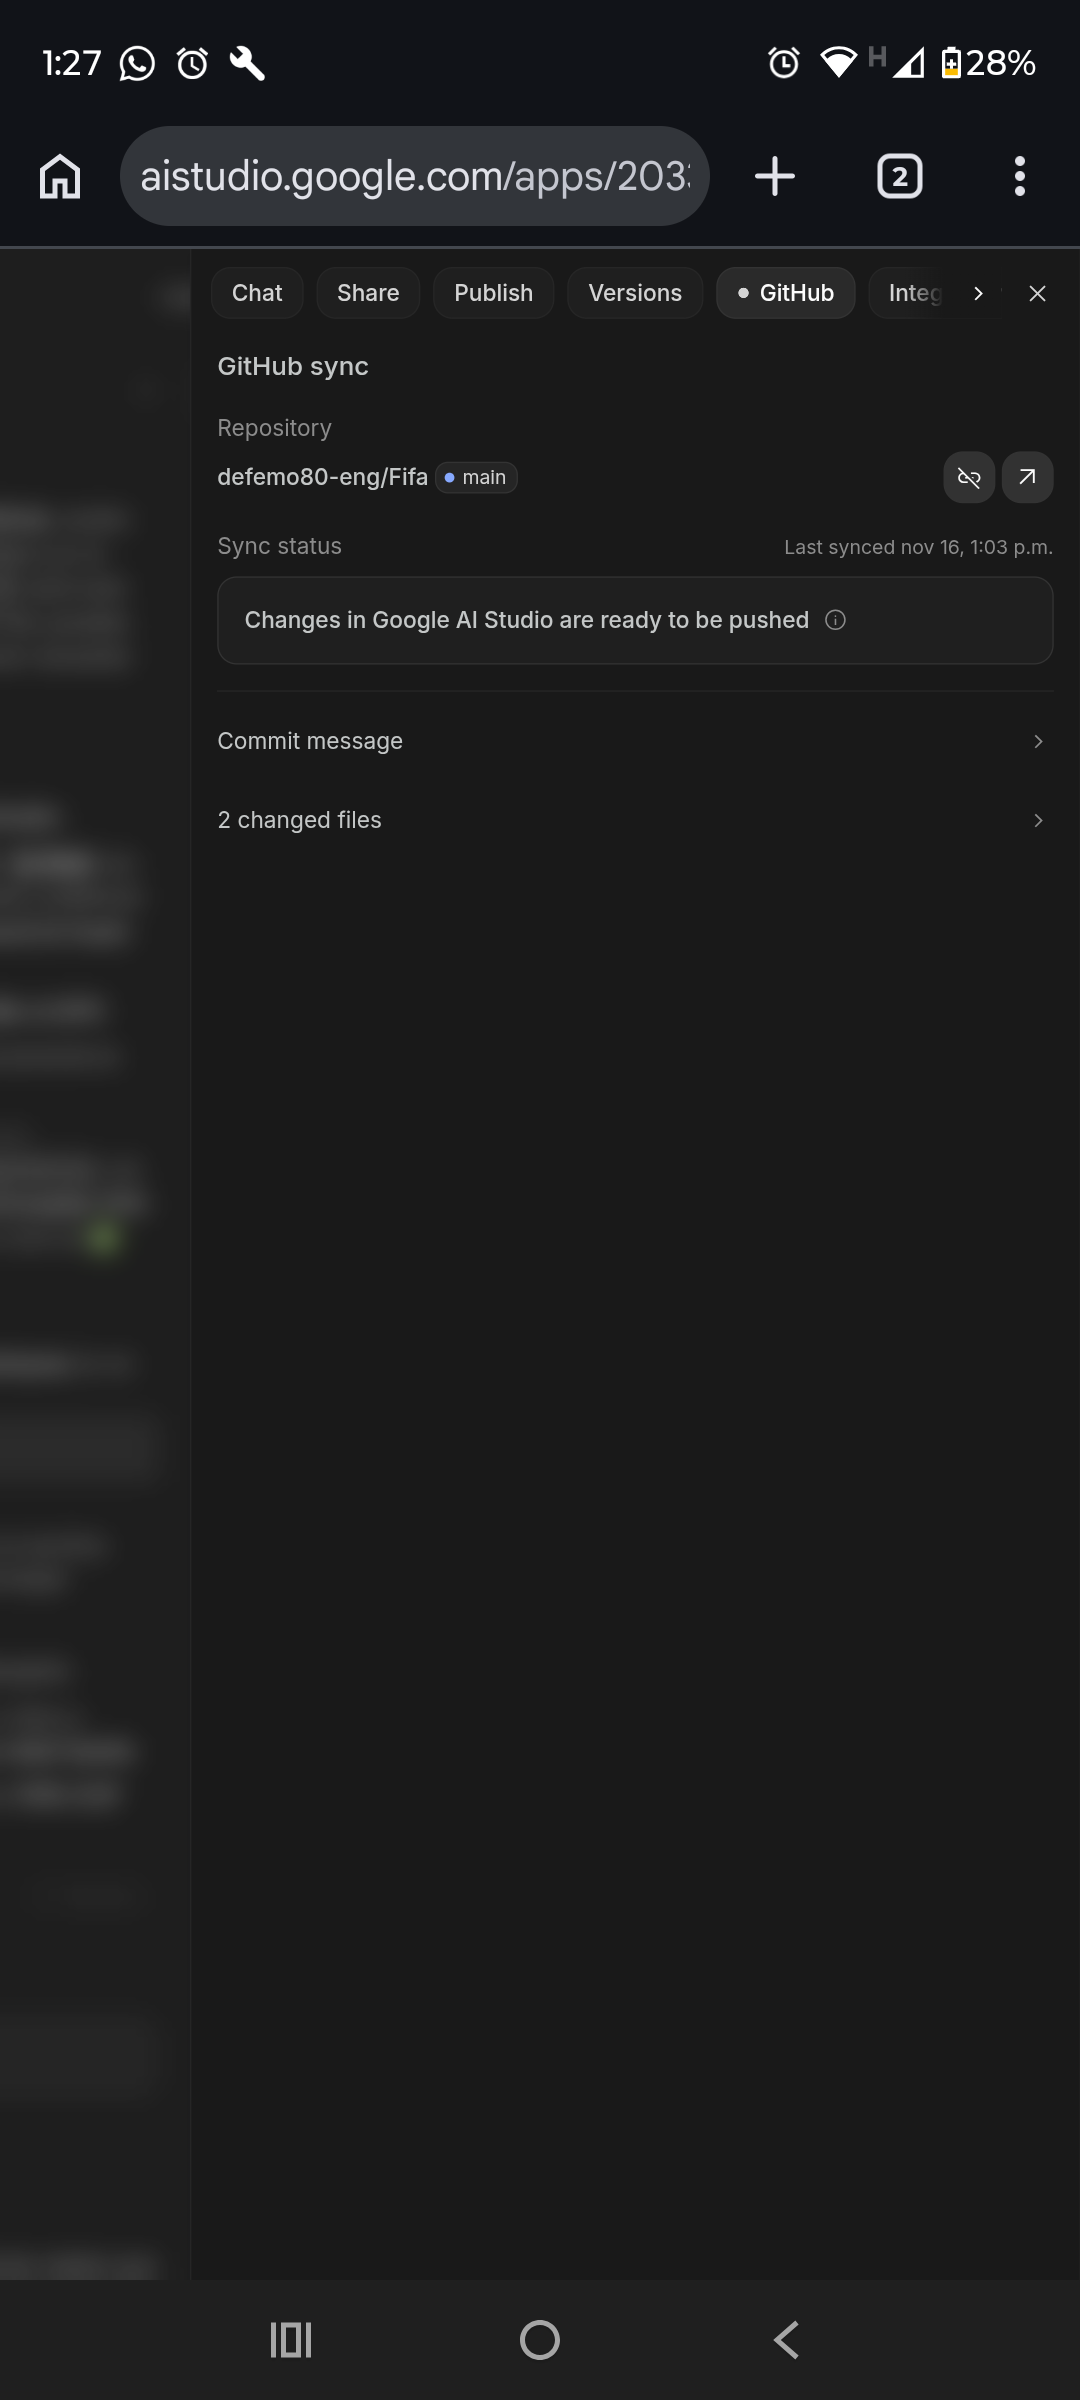 1:27
H
28%
aistudio.google.com/apps/203
2
Chat
Share
Publish
Versions
GitHub
Integ
GitHub sync
Repository
defemo80-eng/Fifa
main
Sync status
Last synced nov 16, 1:03 p.m.
Changes in Google AI Studio are ready to be pushed
Commit message
2 changed files